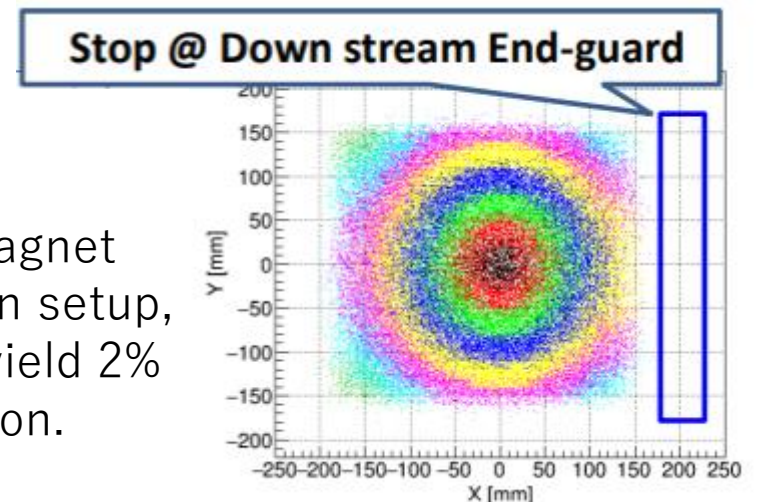 Stop @ Down stream End-guard
agnet
n setup,
yield 2%
on.
200
150
100
50
0
−50
−100
−150
−200
Y [mm]
−250−200−150−100 −50 0 50 100 150 200 250
X [mm]